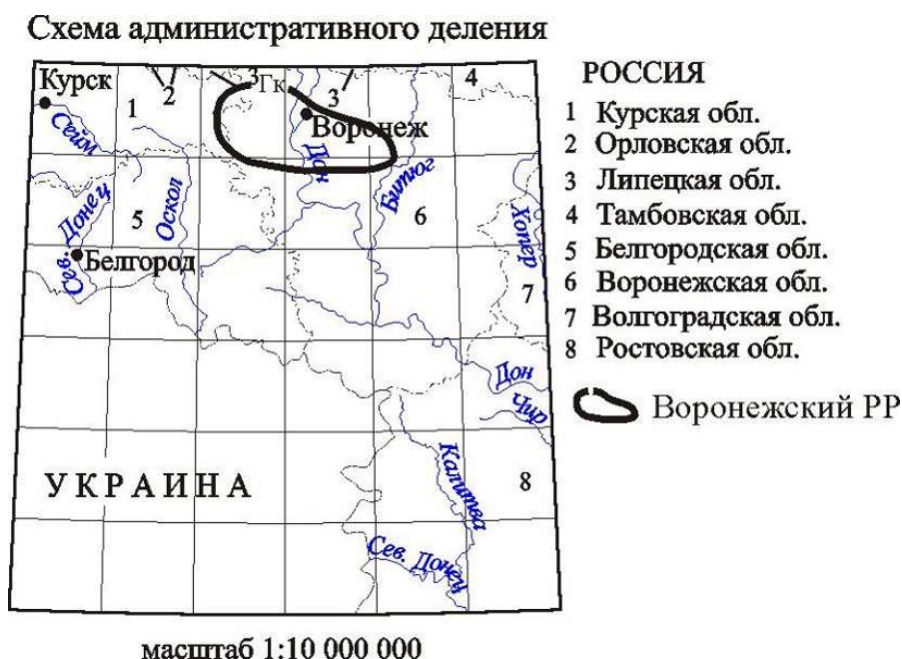 Схема административного деления
Курск
1
2
3
Гк
3
4
Воронеж
Сейм.
Дон
Битюг
Сев. Донец
5
Оскол
6
Хопер
Белгород
7
Дон
Чир
УКРАИНА
Калитва
8
Сев. Донец
масштаб 1:10 000 000
РОССИЯ
1 Курская обл.
2 Орловская обл.
3 Липецкая обл.
4 Тамбовская обл.
5 Белгородская обл.
6 Воронежская обл.
7 Волгоградская обл.
8 Ростовская обл.
Воронежский РР